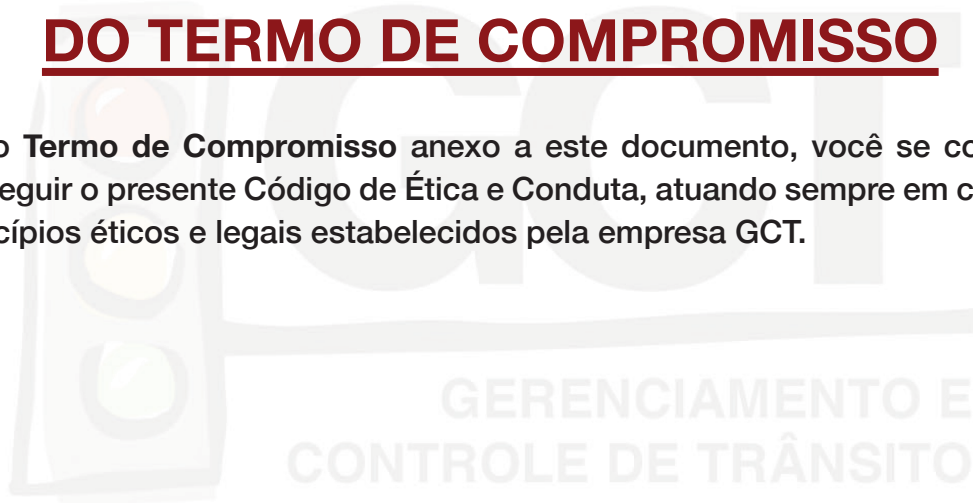 DO TERMO DE COMPROMISSO
o Termo de Compromisso anexo a este documento, você se co
eguir o presente Código de Ética e Conduta, atuando sempre em c
cípios éticos e legais estabelecidos pela empresa GCT.
GCT
GERENCIAMENTO E
CONTROLE DE TRÂNSITO